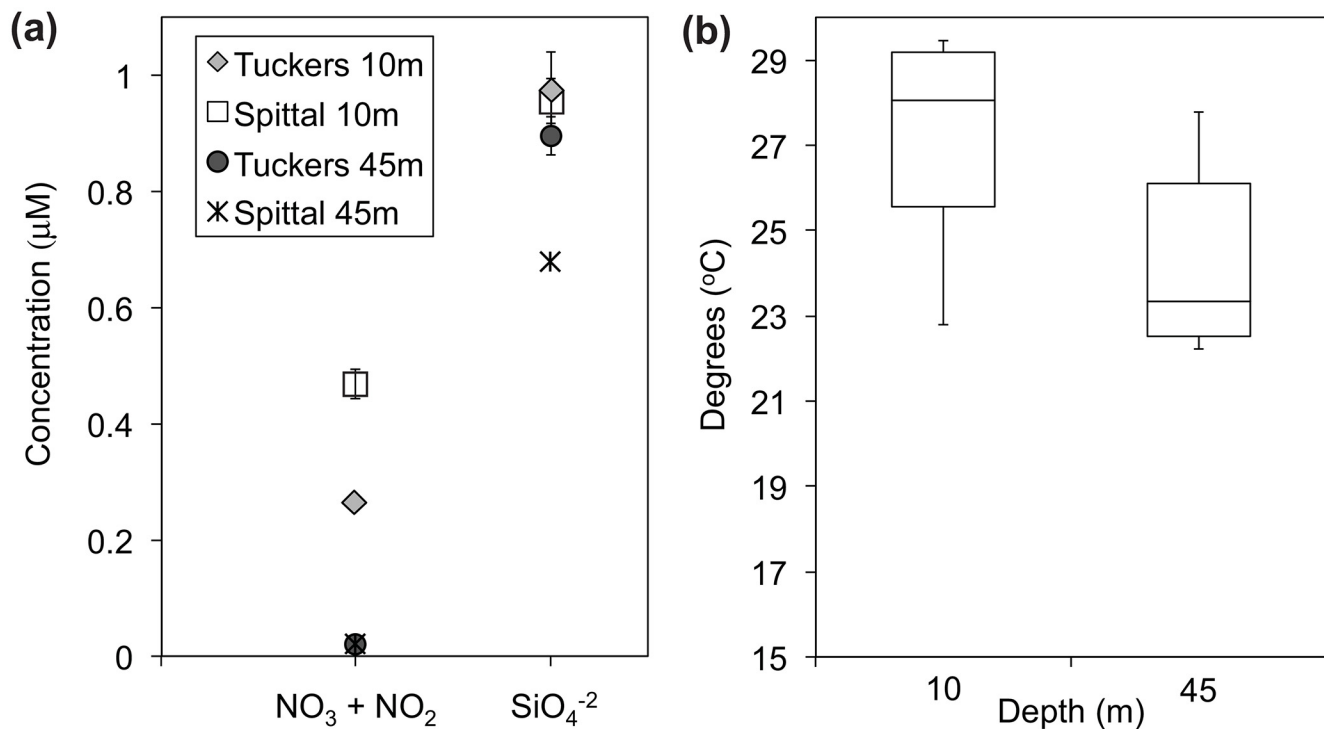 (a)
Tuckers 10m
Spittal 10m
Tuckers 45m
Spittal 45m
Concentration (μM)
1
0.8
0.6
0.4
0.2
0
NO₃ + NO₂
SiO₄⁻²
(b)
Degrees (°C)
29
27
25
23
21
19
17
15
10
45
Depth (m)